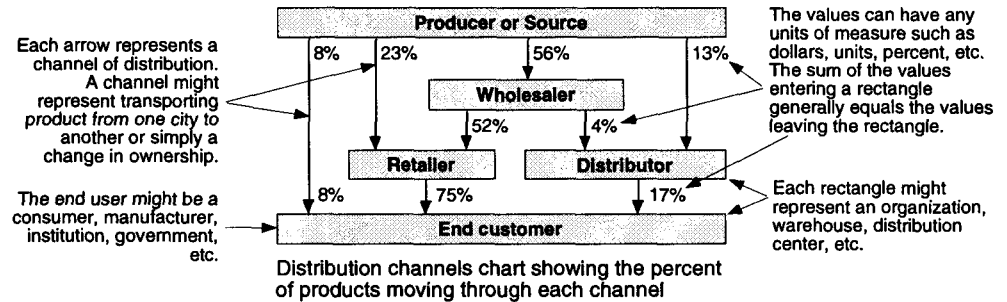 Producer or Source
8%
23%
56%
13%
Wholesaler
52%
4%
Retailer
Distributor
8%
75%
17%
End customer
Each arrow represents a
channel of distribution.
A channel might
represent transporting
product from one city to
another or simply a
change in ownership.
The end user might be a
consumer, manufacturer,
institution, government,
etc.
The values can have any
units of measure such as
dollars, units, percent, etc.
The sum of the values
entering a rectangle
generally equals the values
leaving the rectangle.
Each rectangle might
represent an organization,
warehouse, distribution
center, etc.
Distribution channels chart showing the percent
of products moving through each channel